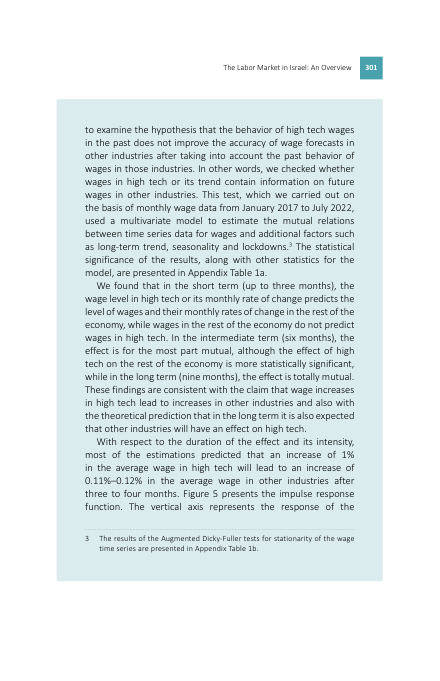 The Labor Market in Israel: An Overview 301
to examine the hypothesis that the behavior of high tech wages
in the past does not improve the accuracy of wage forecasts in
other industries after taking into account the past behavior of
wages in those industries. In other words, we checked whether
wages in high tech or its trend contain information on future
wages in other industries. This test, which we carried out on
the basis of monthly wage data from January 2017 to July 2022,
used a multivariate model to estimate the mutual relations
between time series data for wages and additional factors such
as long-term trend, seasonality and lockdowns.3 The statistical
significance of the results, along with other statistics for the
model, are presented in Appendix Table 1a.
We found that in the short term (up to three months), the
wage level in high tech or its monthly rate of change predicts the
level of wages and their monthly rates of change in the rest of the
economy, while wages in the rest of the economy do not predict
wages in high tech. In the intermediate term (six months), the
effect is for the most part mutual, although the effect of high
tech on the rest of the economy is more statistically significant,
while in the long term (nine months), the effect is totally mutual.
These findings are consistent with the claim that wage increases
in high tech lead to increases in other industries and also with
the theoretical prediction that in the long term it is also expected
that other industries will have an effect on high tech.
With respect to the duration of the effect and its intensity,
most of the estimations predicted that an increase of 1%
in the average wage in high tech will lead to an increase of
0.11%–0.12% in the average wage in other industries after
three to four months. Figure 5 presents the impulse response
function. The vertical axis represents the response of the
3 The results of the Augmented Dicky-Fuller tests for stationarity of the wage
time series are presented in Appendix Table 1b.